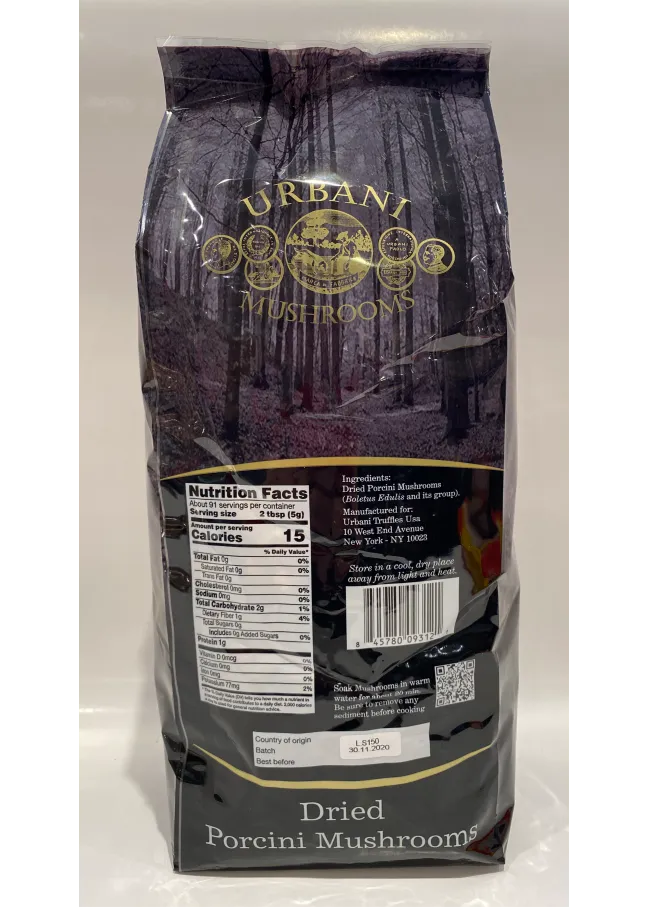 URBANI
MUSHROOMS
Nutrition Facts
About 91 servings per container
Serving size 2 tbsp (5g)
Amount per serving
Calories 15
% Daily Value*
Total Fat 0g 0%
Saturated Fat 0g 0%
Trans Fat 0g
Cholesterol 0mg 0%
Sodium 0mg 0%
Total Carbohydrate 2g 1%
Dietary Fiber 1g 4%
Total Sugars 0g
Includes 0g Added Sugars 0%
Protein 1g
Vitamin D 0mcg 0%
Calcium 0mg 0%
Iron 0mg 0%
Potassium 77mg 2%
Ingredients:
Dried Porcini Mushrooms
(Boletus Edulis and its group).
Manufactured for:
Urbani Truffles Usa
10 West End Avenue
New York - NY 10023
Store in a cool, dry place
away from light and heat.
8 45780 09312
Soak Mushrooms in warm
water for about
Be sure to remove any
sediment before cooking
Country of origin
Batch LS150
30.11.2020
Best before
Dried
Porcini Mushrooms